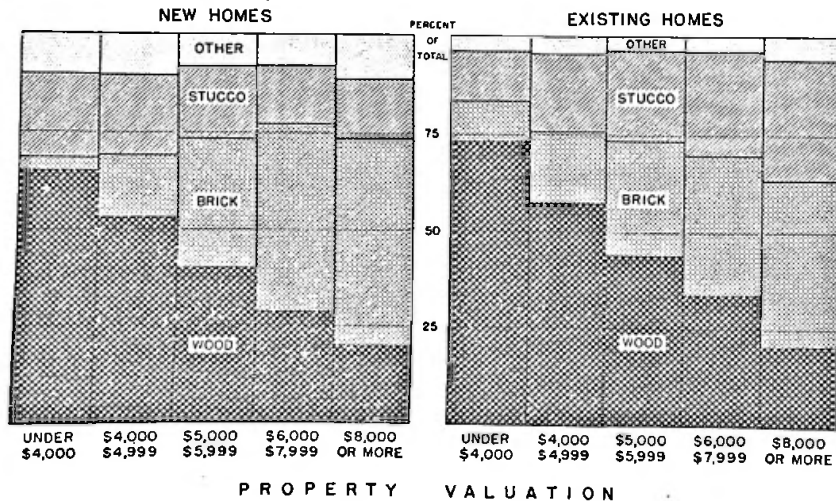 NEW HOMES
PERCENT
OF
TOTAL
EXISTING HOMES
OTHER
STUCCO
BRICK
WOOD
75
50
25
OTHER
STUCCO
BRICK
WOOD
UNDER $4,000
$4,000 $4,999
$5,000 $5,999
$6,000 $7,999
$8,000 OR MORE
UNDER $4,000
$4,000 $4,999
$5,000 $5,999
$6,000 $7,999
$8,000 OR MORE
PROPERTY VALUATION